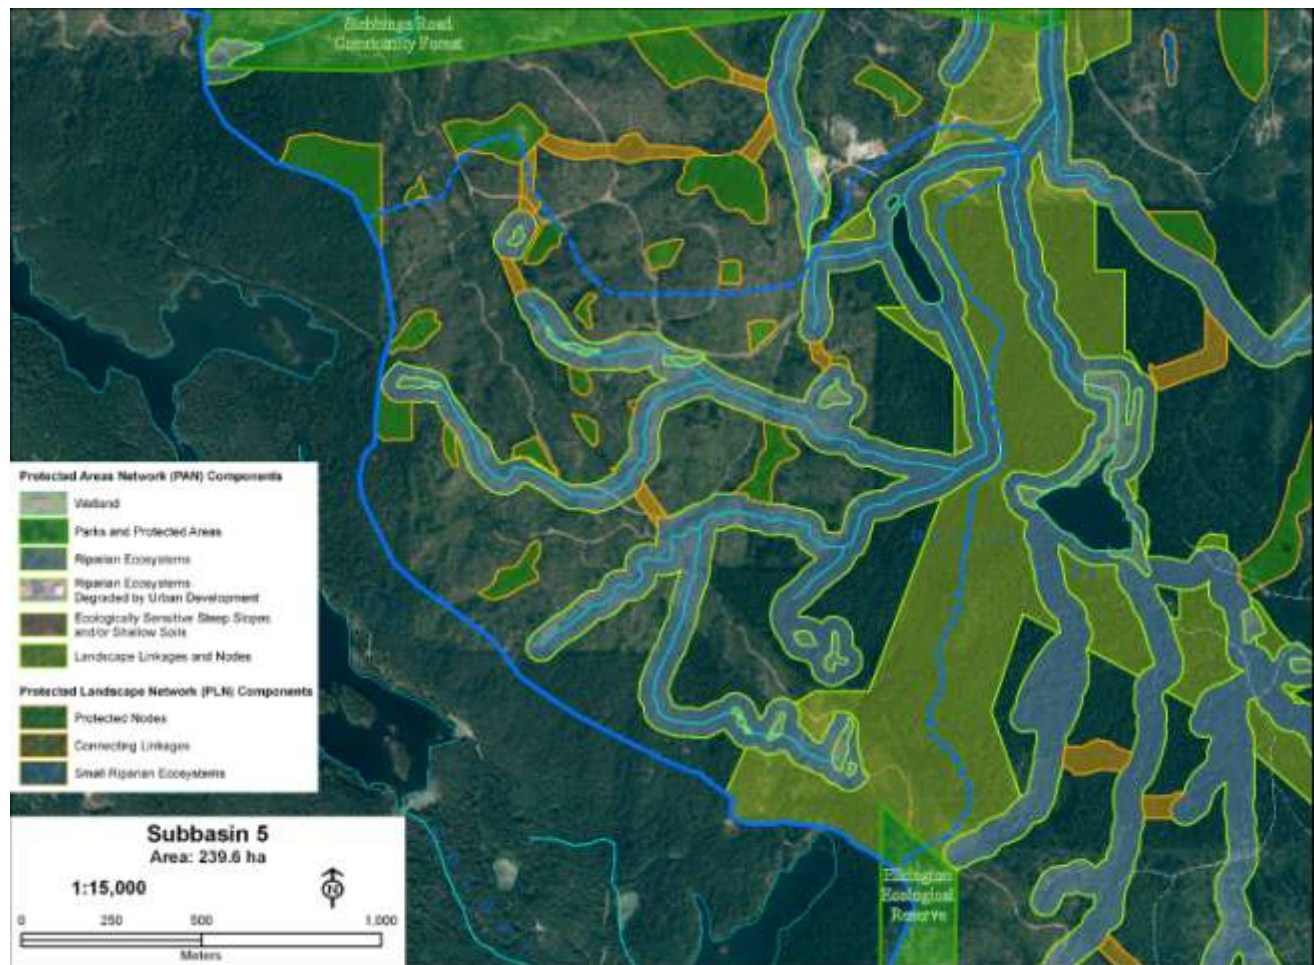 Stebbings Road
Community Forest
Protected Areas Network (PAN) Components
Wetland
Parks and Protected Areas
Riparian Ecosystems
Riparian Ecosystems
Degraded by Urban Development
Ecologically Sensitive Steep Slopes
and/or Shallow Soils
Landscape Linkages and Nodes
Protected Landscape Network (PLN) Components
Protected Nodes
Connecting Linkages
Small Riparian Ecosystems
Subbasin 5
Area: 239.6 ha
1:15,000
N
0 250 500 1,000
Meters
Ecological
Reserve